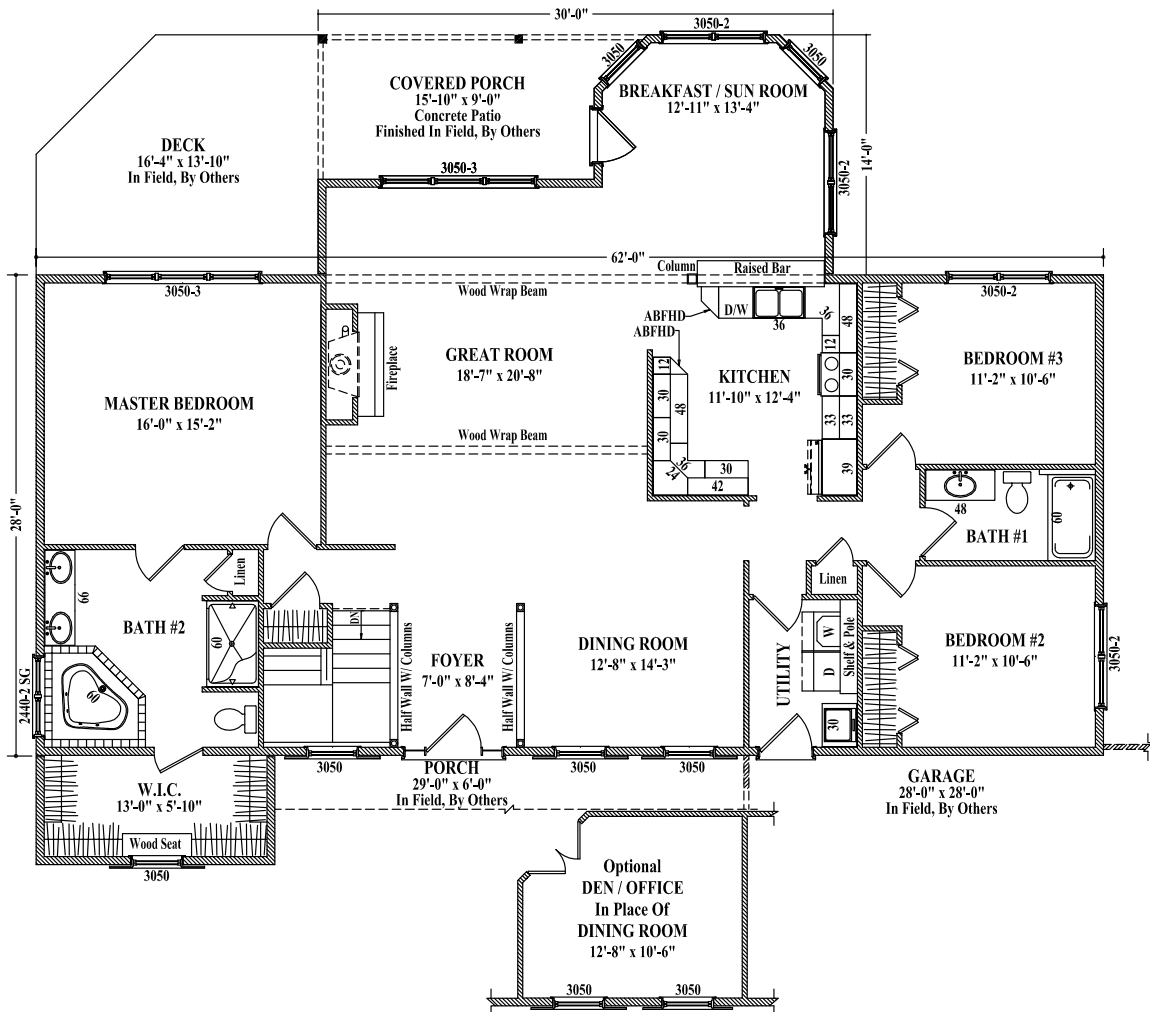 30'-0"
3050-2
3050
3050
COVERED PORCH
15'-10" x 9'-0"
Concrete Patio
Finished In Field, By Others
BREAKFAST / SUN ROOM
12'-11" x 13'-4"
DECK
16'-4" x 13'-10"
In Field, By Others
14'-0"
3050-3
3050-2
62'-0"
Column
Raised Bar
3050-3
Wood Wrap Beam
3050-2
D/W
36
36
48
ABFHD
ABFHD
12
GREAT ROOM
18'-7" x 20'-8"
Fireplace
12
30
48
30
KITCHEN
11'-10" x 12'-4"
30
33
33
BEDROOM #3
11'-2" x 10'-6"
MASTER BEDROOM
16'-0" x 15'-2"
Wood Wrap Beam
36
24
30
42
39
28'-0"
48
60
BATH #1
Linen
Linen
66
BATH #2
60
DN
Half Wall W/ Columns
FOYER
7'-0" x 8'-4"
Half Wall W/ Columns
DINING ROOM
12'-8" x 14'-3"
UTILITY
W
D
Shelf & Pole
30
BEDROOM #2
11'-2" x 10'-6"
3050-2
2440-2 SG
60
3050
PORCH
29'-0" x 6'-0"
In Field, By Others
3050
3050
GARAGE
28'-0" x 28'-0"
In Field, By Others
W.I.C.
13'-0" x 5'-10"
Wood Seat
3050
Optional
DEN / OFFICE
In Place Of
DINING ROOM
12'-8" x 10'-6"
3050
3050